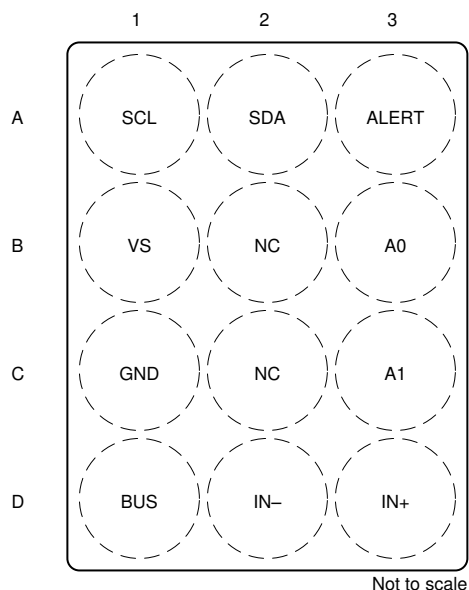 1 2 3
A SCL SDA ALERT
B VS NC A0
C GND NC A1
D BUS IN– IN+
Not to scale